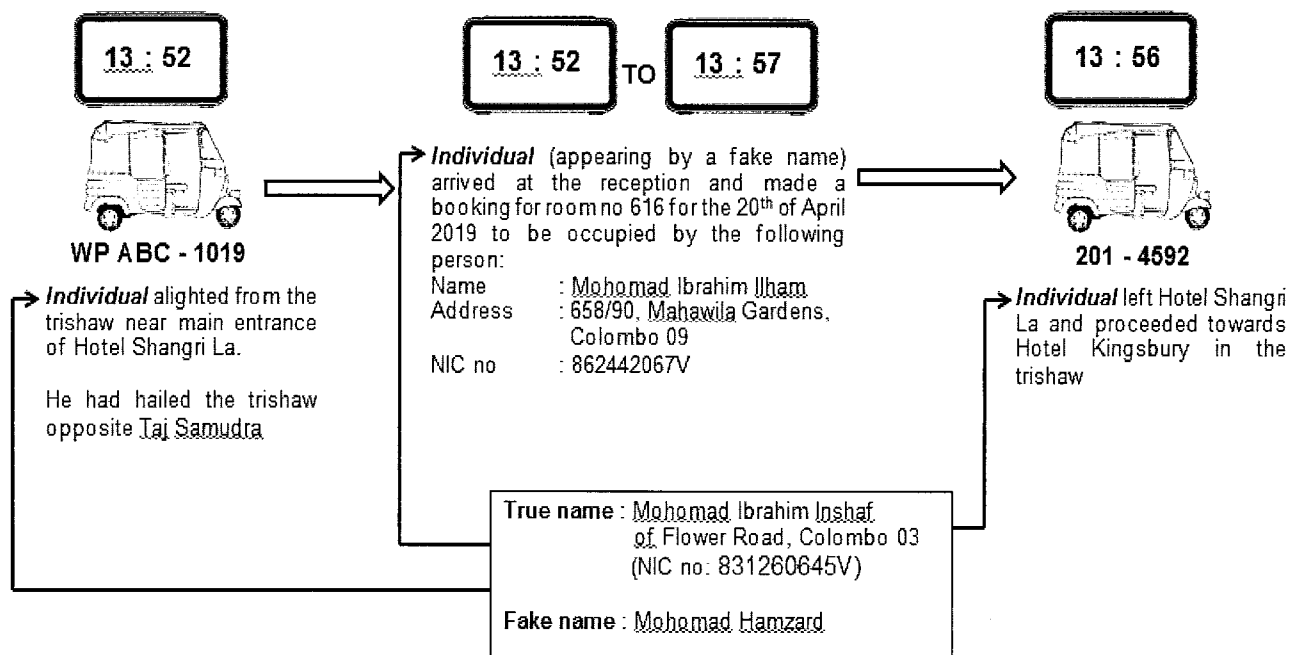 13 : 52
13 : 52 TO 13 : 57
13 : 56
WP ABC - 1019
Individual alighted from the
trishaw near main entrance
of Hotel Shangri La.
He had hailed the trishaw
opposite Taj Samudra
Individual (appearing by a fake name)
arrived at the reception and made a
booking for room no 616 for the 20th of April
2019 to be occupied by the following
person:
Name : Mohomad Ibrahim Ilham
Address : 658/90, Mahawila Gardens,
Colombo 09
NIC no : 862442067V
201 - 4592
Individual left Hotel Shangri
La and proceeded towards
Hotel Kingsbury in the
trishaw
True name : Mohomad Ibrahim Inshaf
of Flower Road, Colombo 03
(NIC no: 831260645V)
Fake name : Mohomad Hamzard